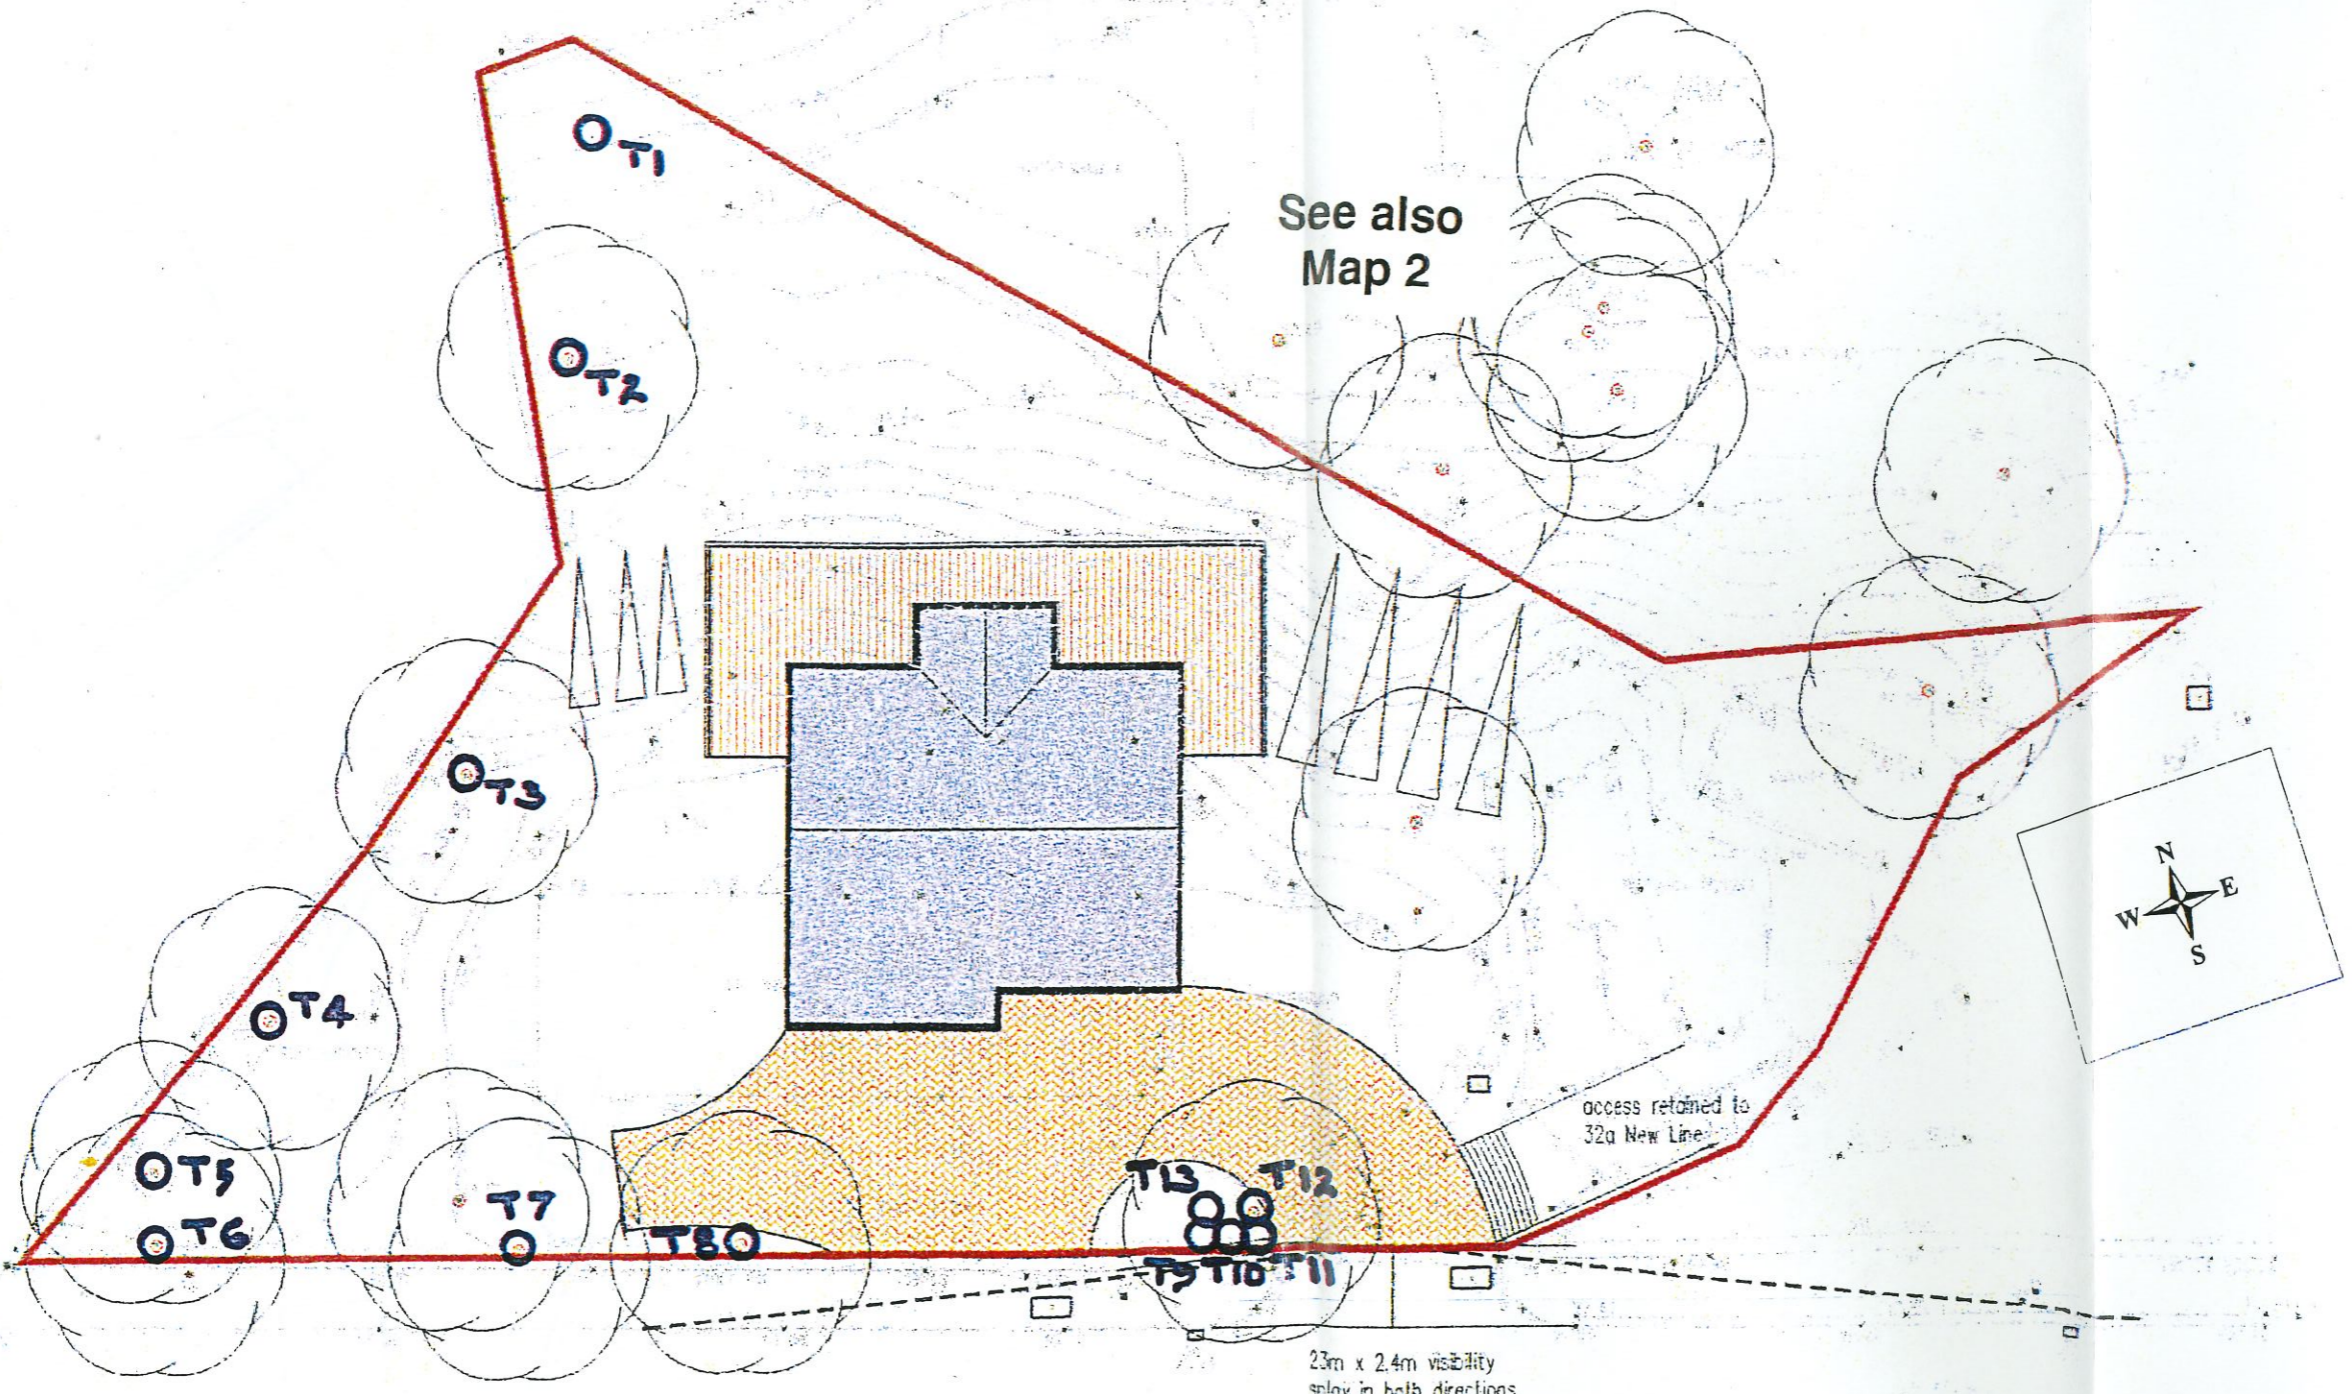 T1
See also
Map 2
T2
T3
N
E
W
S
T4
access retained to
32a New Line
T5
T6
T7
T8
T13
T12
T9 T10 T11
23m x 2.4m visibility
splay in both directions